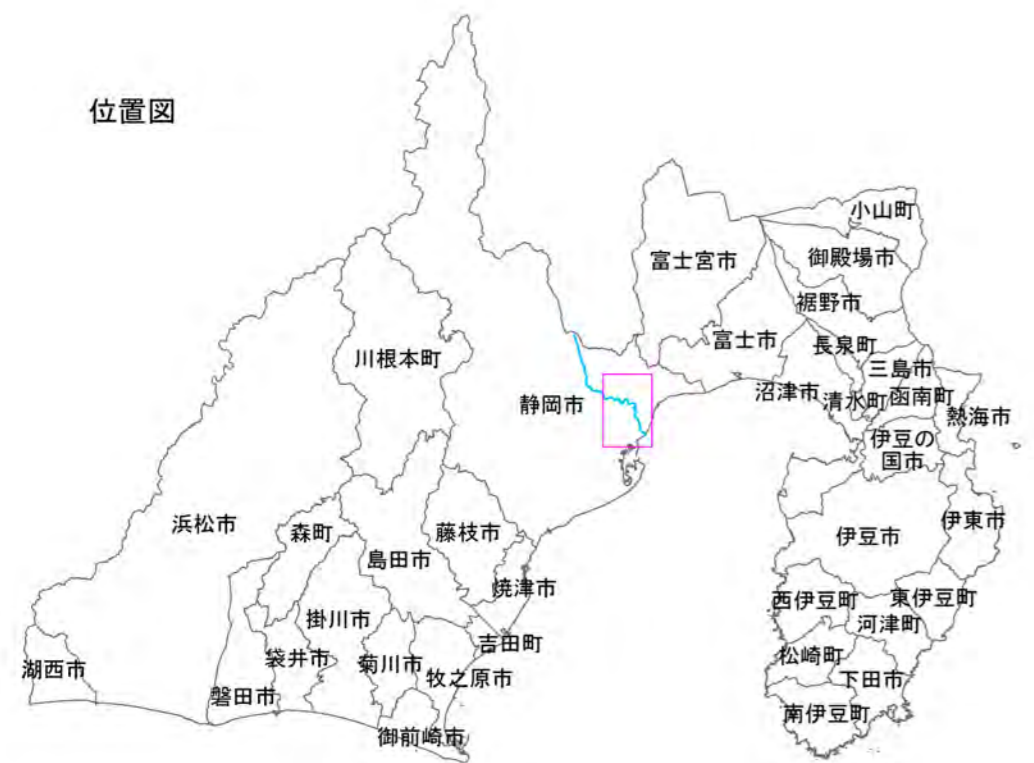 位置図
小山町
御殿場市
富士宮市
裾野市
富士市
長泉町
川根本町
三島市
沼津市
清水町
函南町
静岡市
熱海市
伊豆の
国市
浜松市
森町
藤枝市
伊東市
伊豆市
島田市
焼津市
西伊豆町
東伊豆町
掛川市
河津町
吉田町
袋井市
菊川市
松崎町
湖西市
牧之原市
下田市
磐田市
南伊豆町
御前崎市